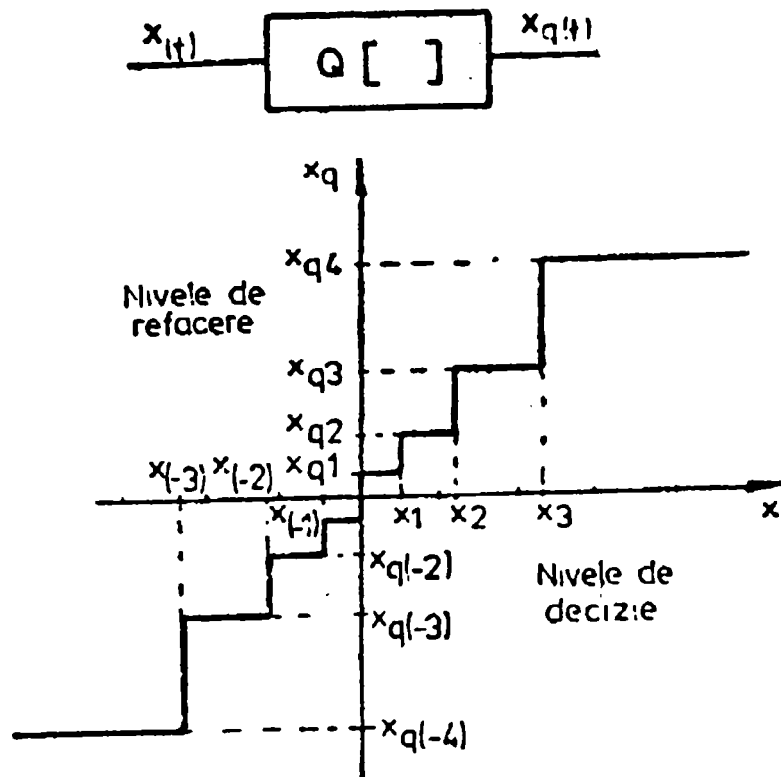 x(t)
Q [ ]
xq(t)
xq
xq4
Nivele de
refacere
xq3
xq2
xq1
x(-3) x(-2)
x(-1)
x1
x2
x3
x
xq(-2)
Nivele de
decizie
xq(-3)
xq(-4)